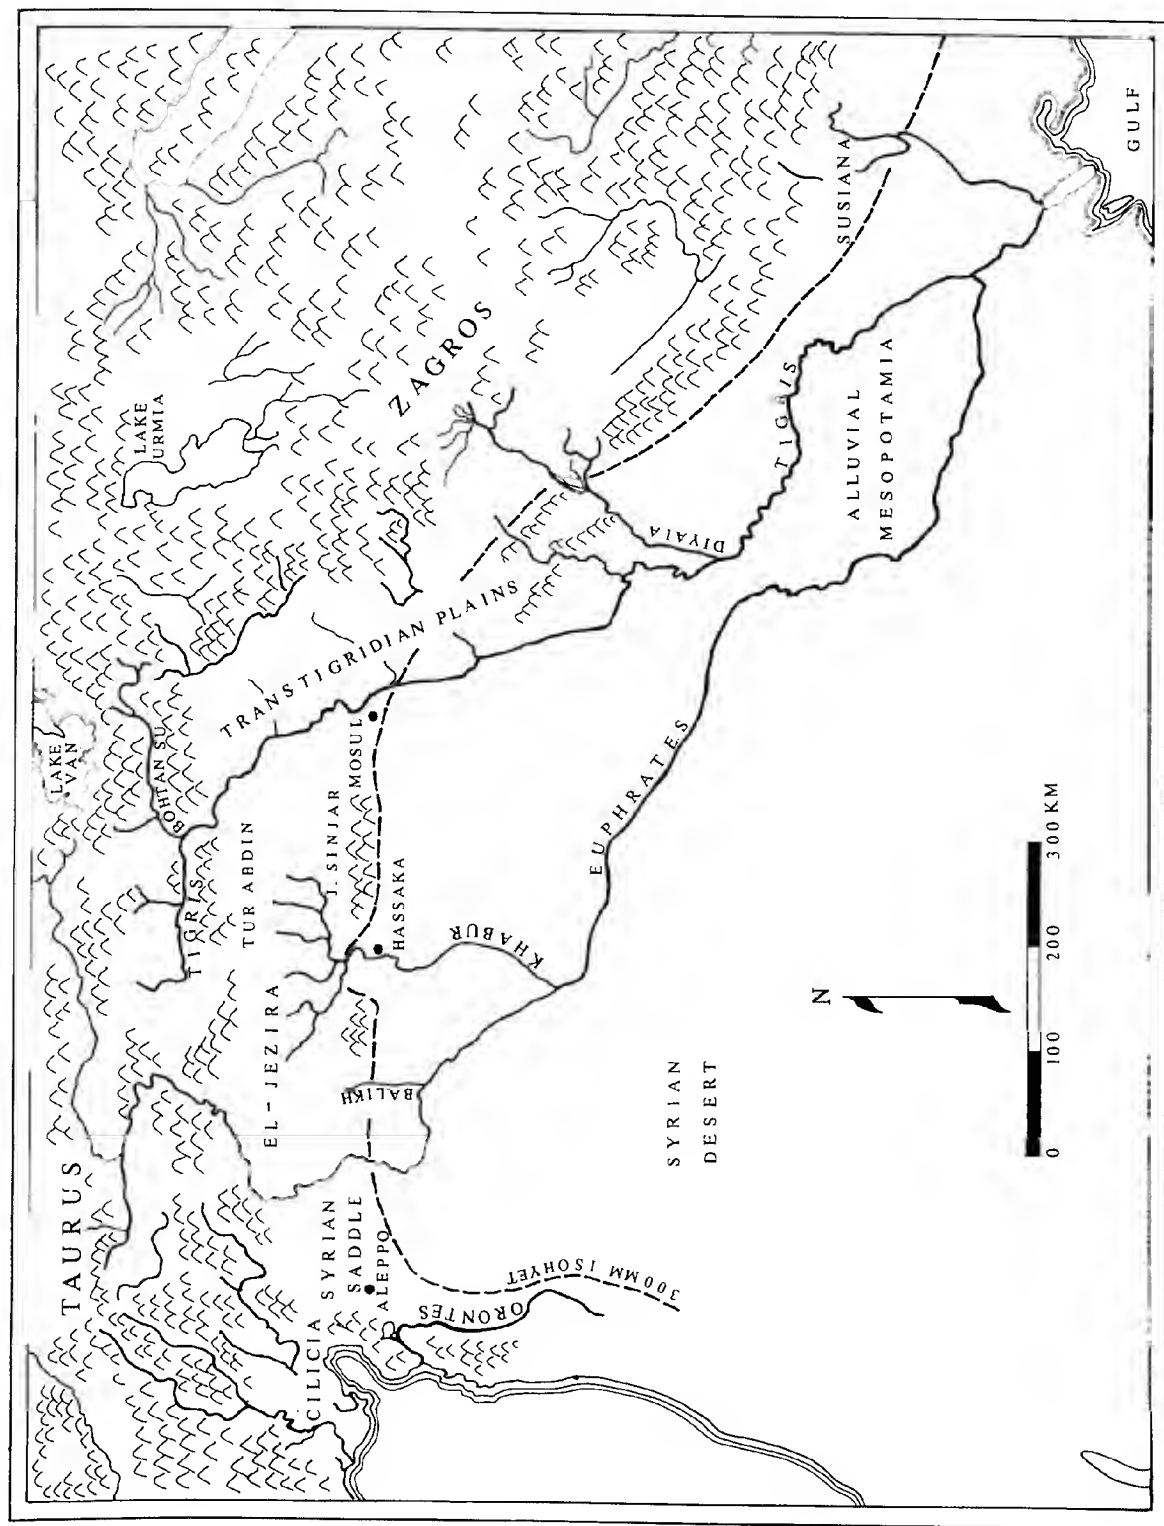 TAURUS
CILICIA
SYRIAN
SADDLE
ALEPPO
ORONTES
300 MM ISOHYET
EL-JEZIRA
BALIKH
KHABUR
HASSAKA
TUR ABDIN
TIGRIS
J. SINJAR
MOSUL
BOHTAN SU
LAKE
VAN
LAKE
URMIA
TRANSTIGRIDIAN PLAINS
ZAGROS
EUPHRATES
DIYALA
TIGRIS
ALLUVIAL
MESOPOTAMIA
SUSIANA
GULF
SYRIAN
DESERT
N
0 100 200 300 KM